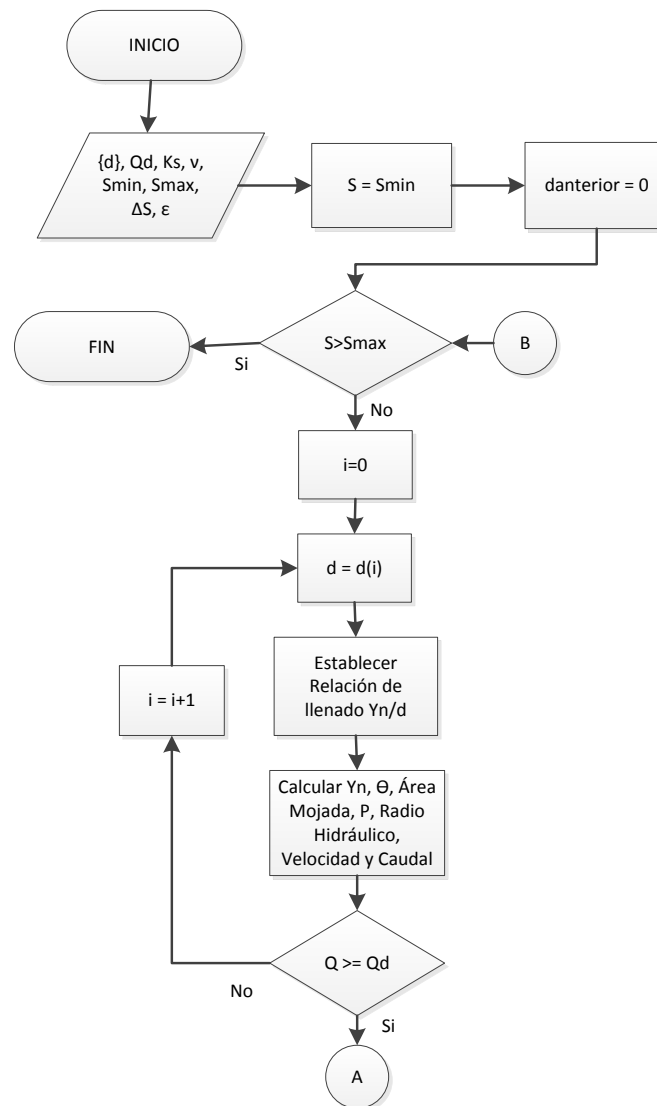 INICIO
{d}, Qd, Ks, ν,
Smin, Smax,
ΔS, ε
S = Smin
danterior = 0
S>Smax
B
FIN
Si
No
i=0
d = d(i)
Establecer
Relación de
llenado Yn/d
i = i+1
Calcular Yn, Ɵ, Área
Mojada, P, Radio
Hidráulico,
Velocidad y Caudal
Q >= Qd
No
Si
A